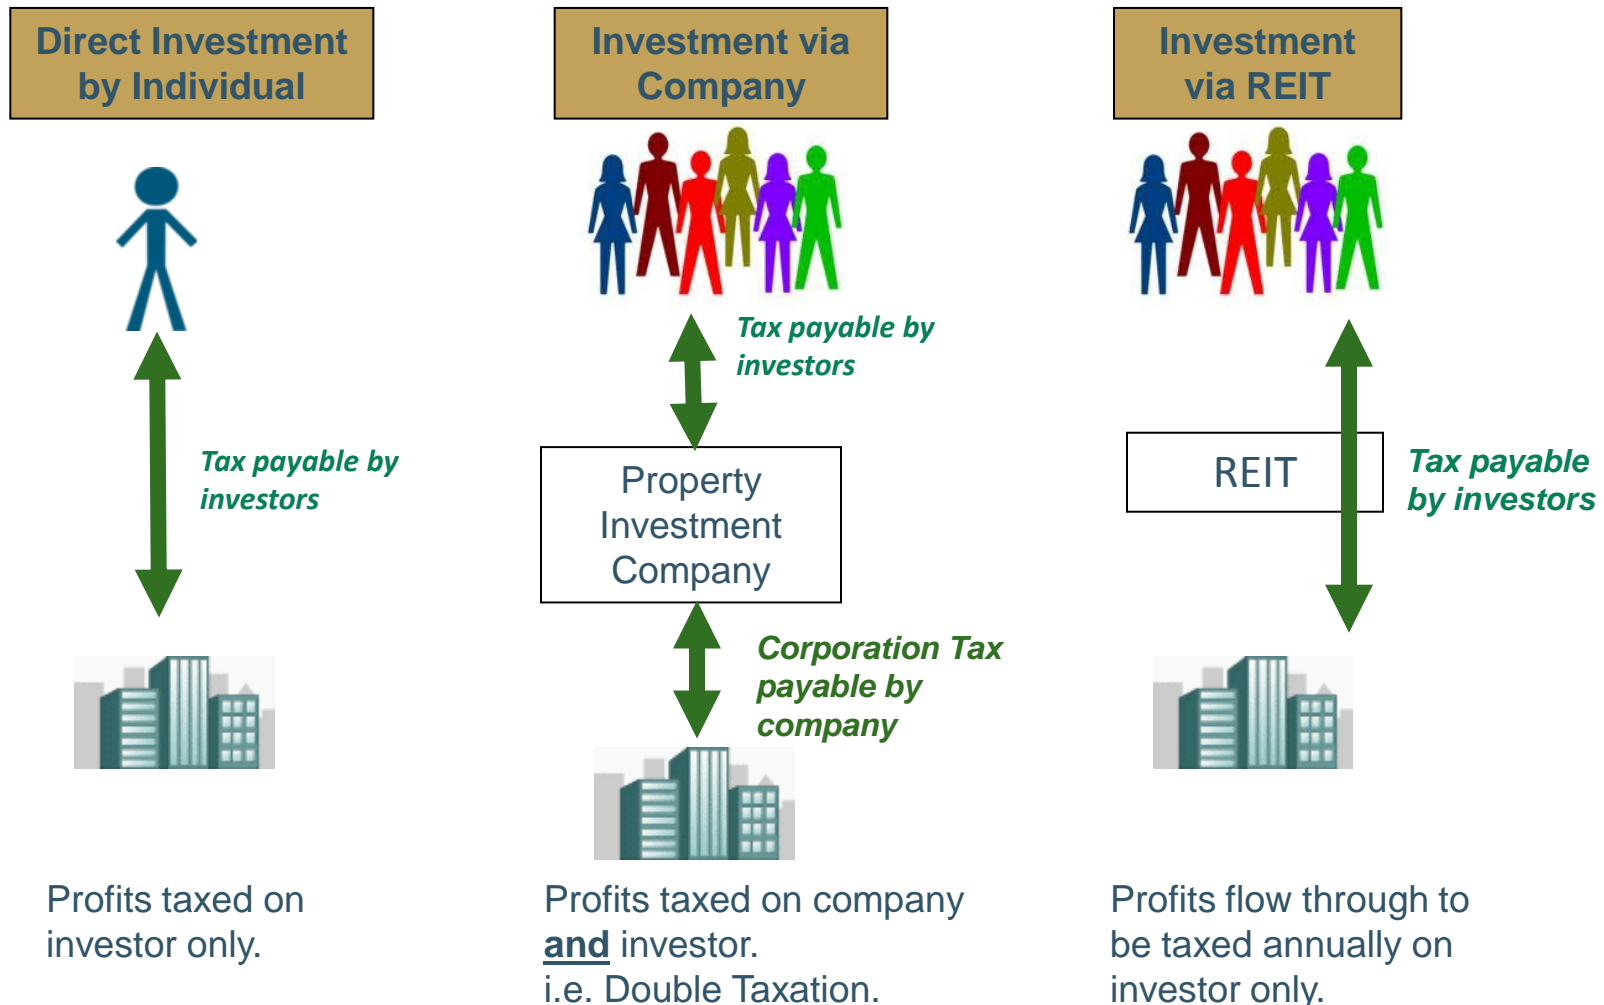 Direct Investment
by Individual
Investment via
Company
Investment
via REIT
Tax payable by
investors
Tax payable by
investors
Property
Investment
Company
Corporation Tax
payable by
company
REIT
Tax payable
by investors
Profits taxed on
investor only.
Profits taxed on company
and investor.
i.e. Double Taxation.
Profits flow through to
be taxed annually on
investor only.